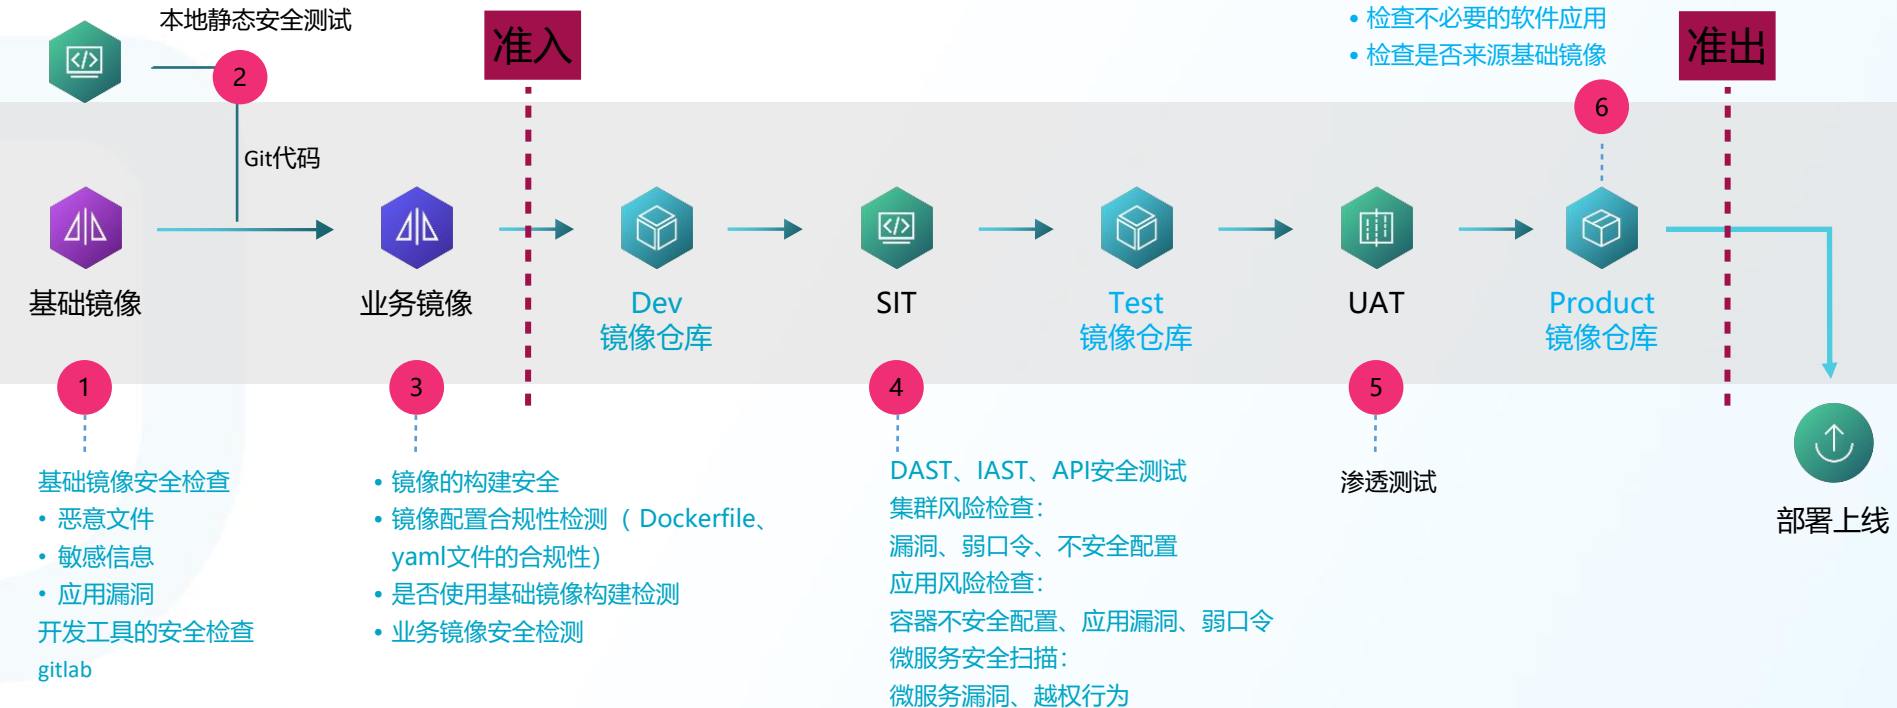 本地静态安全测试
准入
• 检查不必要的软件应用
• 检查是否来源基础镜像
准出
2
6
Git代码
基础镜像
业务镜像
Dev
镜像仓库
SIT
Test
镜像仓库
UAT
Product
镜像仓库
1
3
4
5
基础镜像安全检查
• 恶意文件
• 敏感信息
• 应用漏洞
开发工具的安全检查
gitlab
• 镜像的构建安全
• 镜像配置合规性检测（ Dockerfile、
yaml文件的合规性）
• 是否使用基础镜像构建检测
• 业务镜像安全检测
DAST、IAST、API安全测试
集群风险检查：
漏洞、弱口令、不安全配置
应用风险检查：
容器不安全配置、应用漏洞、弱口令
微服务安全扫描：
微服务漏洞、越权行为
渗透测试
部署上线